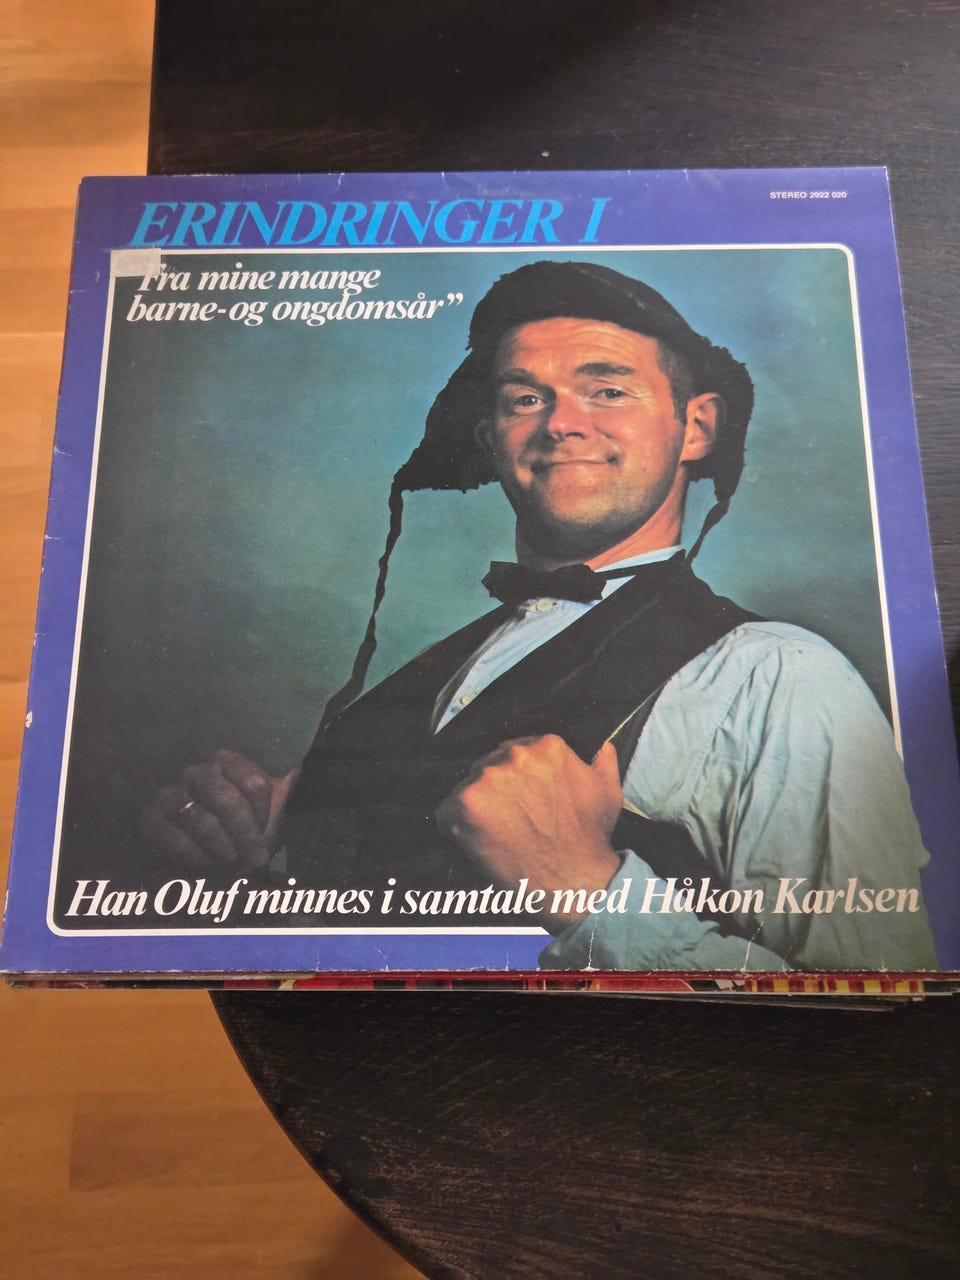 ERINDRINGER I
STEREO 2922 020
Fra mine mange
barne-og ongdomsår”
Han Oluf minnes i samtale med Håkon Karlsen